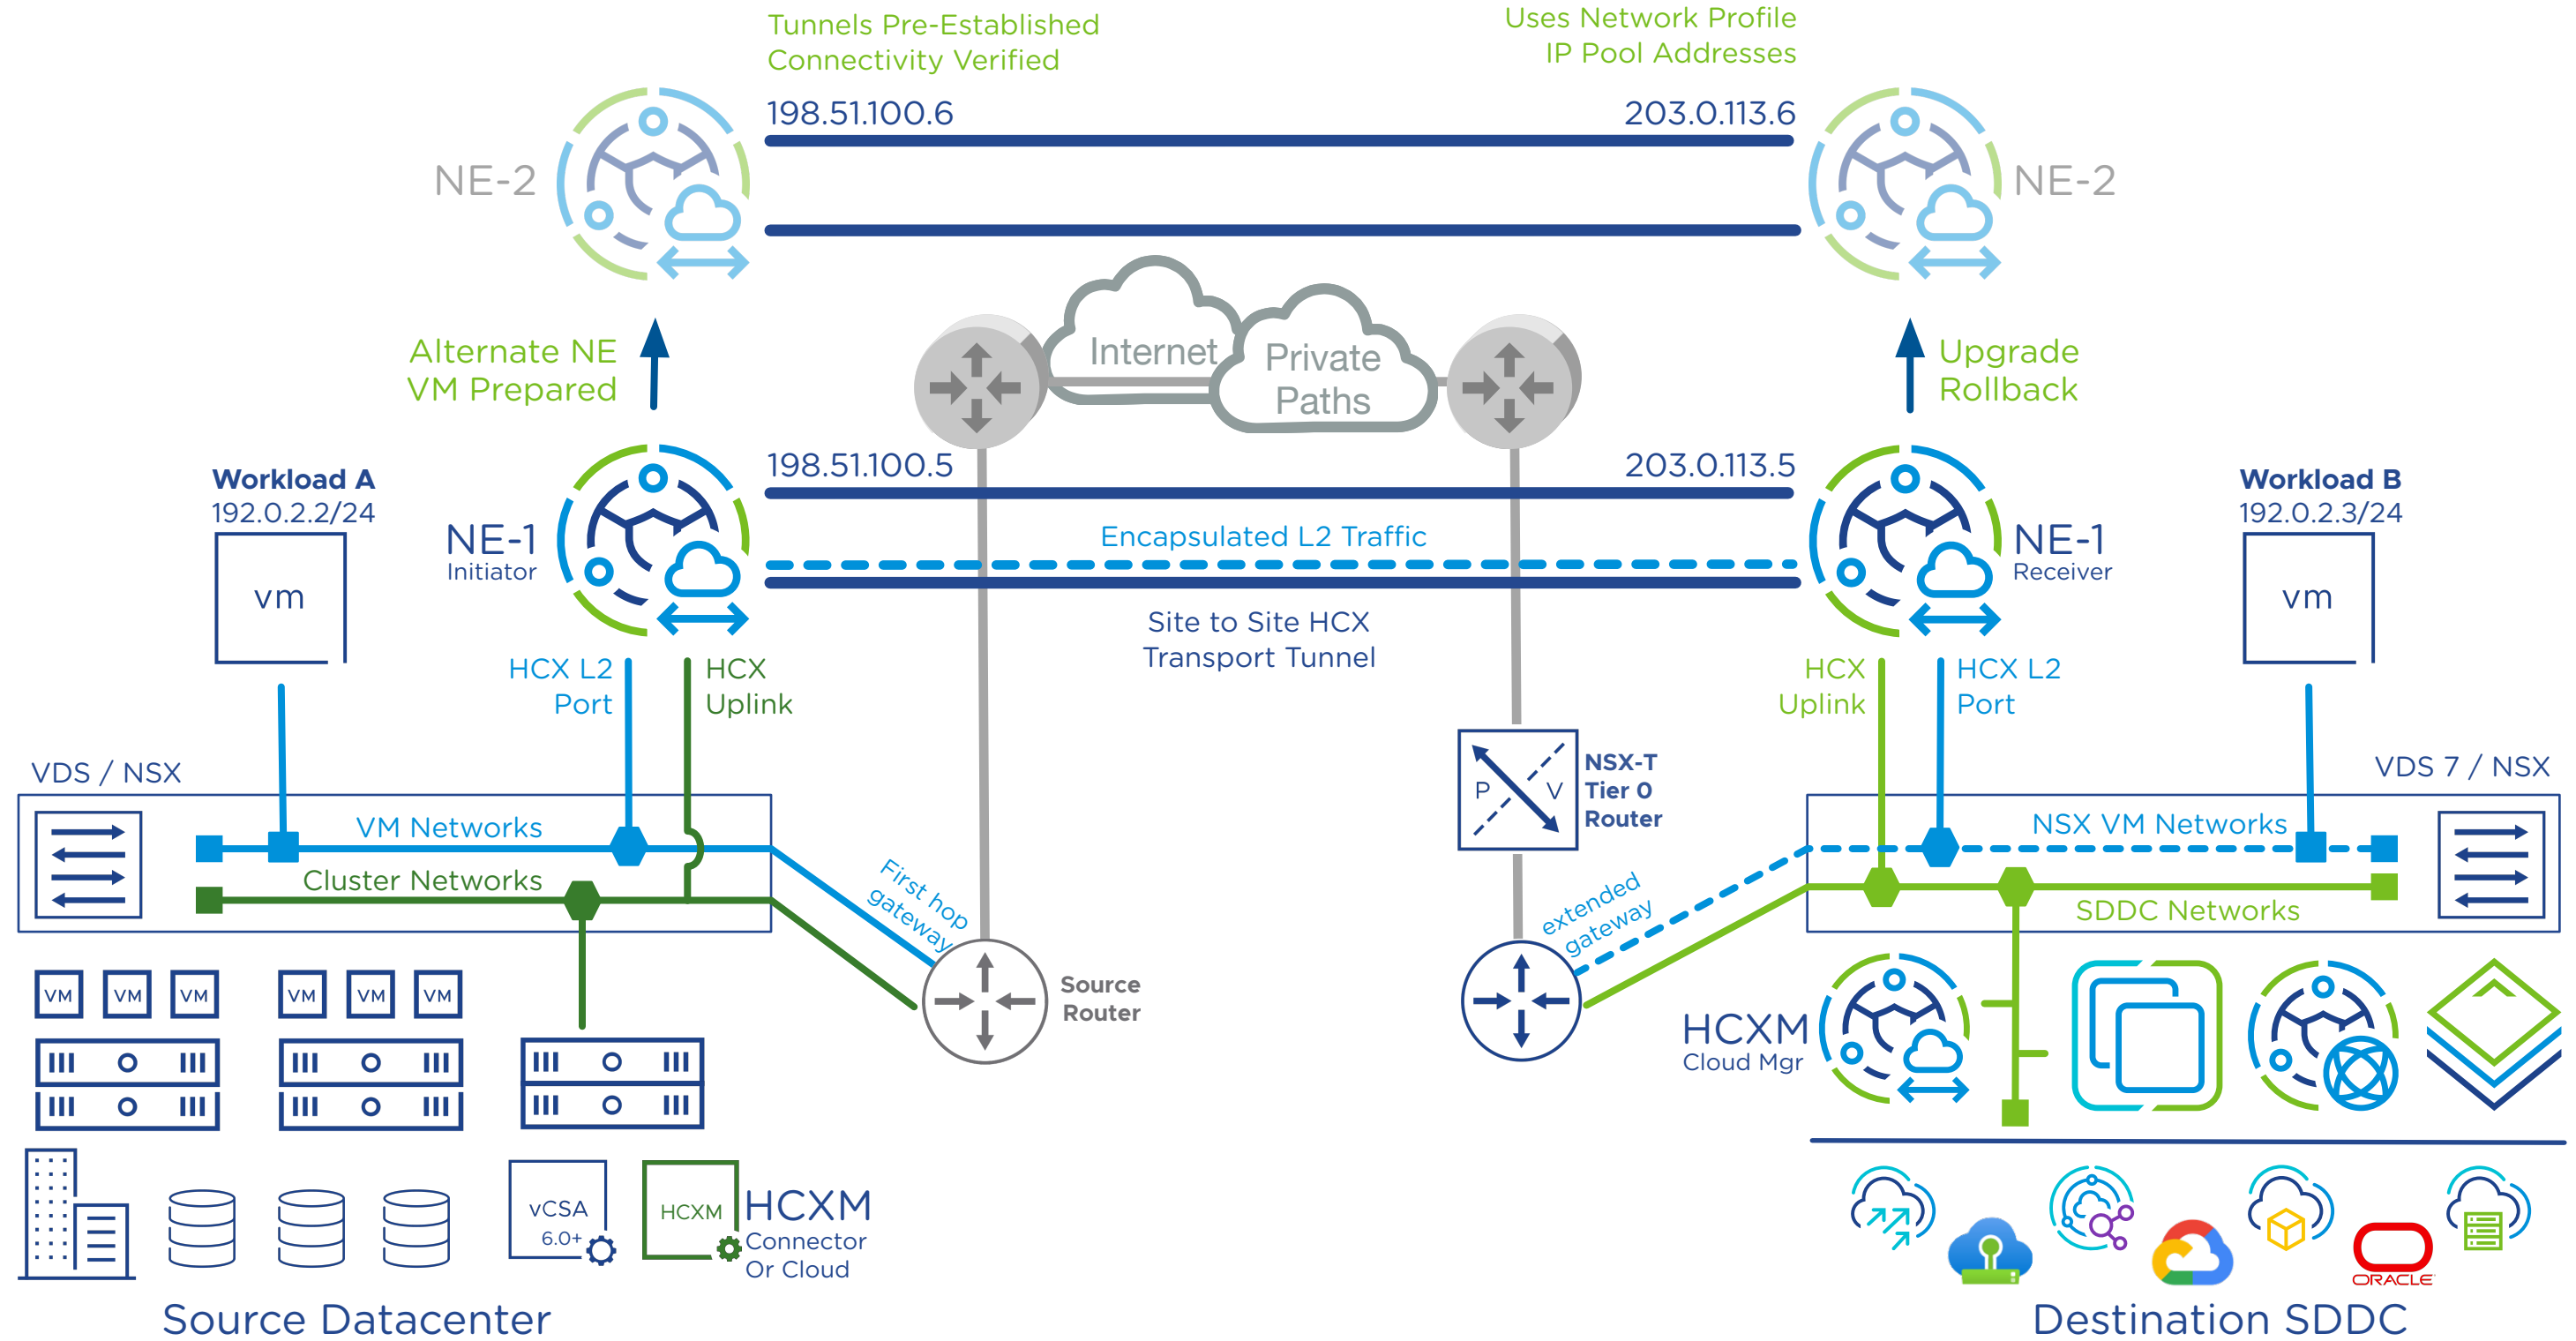 Tunnels Pre-Established
Connectivity Verified
Uses Network Profile
IP Pool Addresses
198.51.100.6
203.0.113.6
NE-2
NE-2
Internet
Private
Paths
Alternate NE
VM Prepared
Upgrade
Rollback
198.51.100.5
203.0.113.5
Workload A
192.0.2.2/24
vm
NE-1
Initiator
Encapsulated L2 Traffic
NE-1
Receiver
Workload B
192.0.2.3/24
vm
Site to Site HCX
Transport Tunnel
HCX L2
Port
HCX
Uplink
HCX
Uplink
HCX L2
Port
VDS / NSX
VM Networks
Cluster Networks
First hop
gateway
P
V
NSX-T
Tier 0
Router
VDS 7 / NSX
NSX VM Networks
SDDC Networks
extended
gateway
VM
VM
VM
VM
VM
VM
Source
Router
HCXM
Cloud Mgr
vCSA
6.0+
HCXM
HCXM
Connector
Or Cloud
ORACLE
Source Datacenter
Destination SDDC